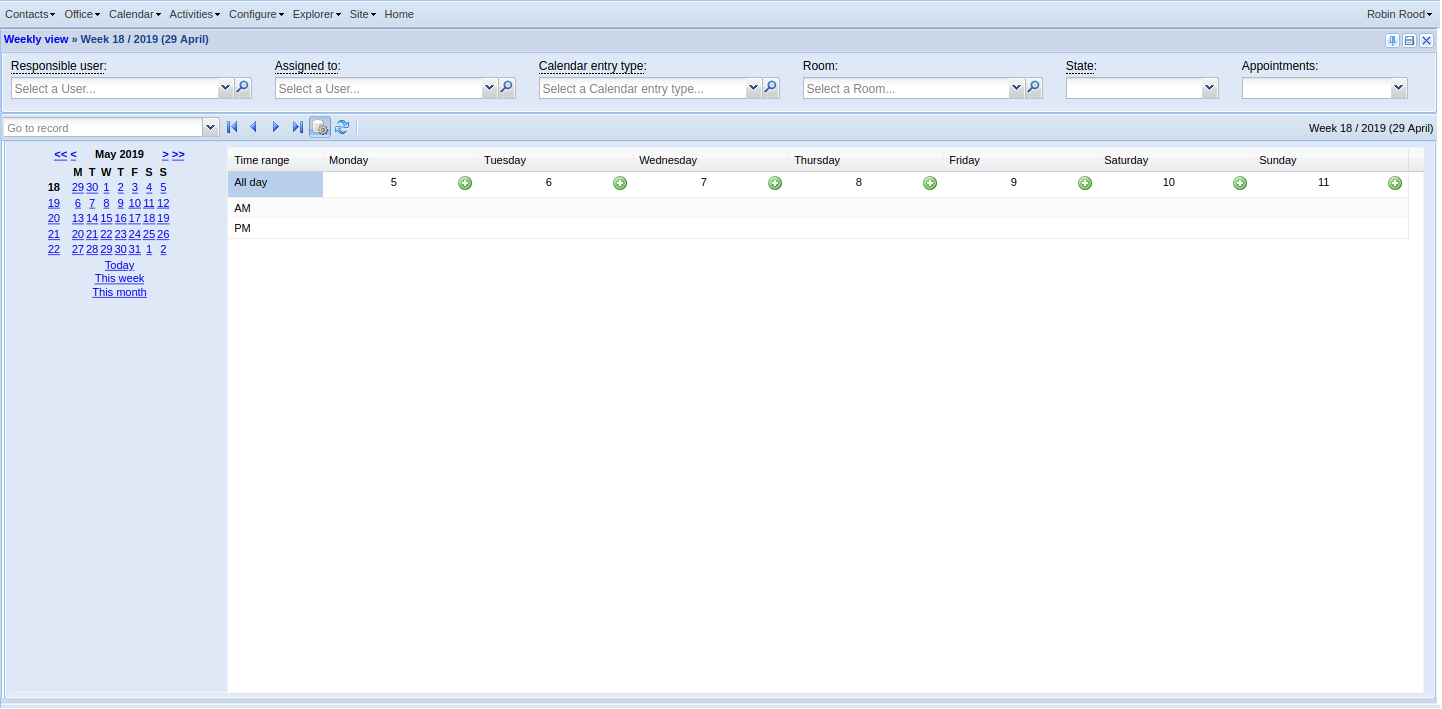 Contacts Office Calendar Activities Configure Explorer Site Home Robin Rood
Weekly view » Week 18 / 2019 (29 April)
Responsible user: Assigned to: Calendar entry type: Room: State: Appointments:
Select a User... Select a User... Select a Calendar entry type... Select a Room...
Go to record Week 18 / 2019 (29 April)
<< < May 2019 > >>
M T W T F S S
18 29 30 1 2 3 4 5
19 6 7 8 9 10 11 12
20 13 14 15 16 17 18 19
21 20 21 22 23 24 25 26
22 27 28 29 30 31 1 2
Today
This week
This month
Time range Monday Tuesday Wednesday Thursday Friday Saturday Sunday
All day 5 6 7 8 9 10 11
AM
PM